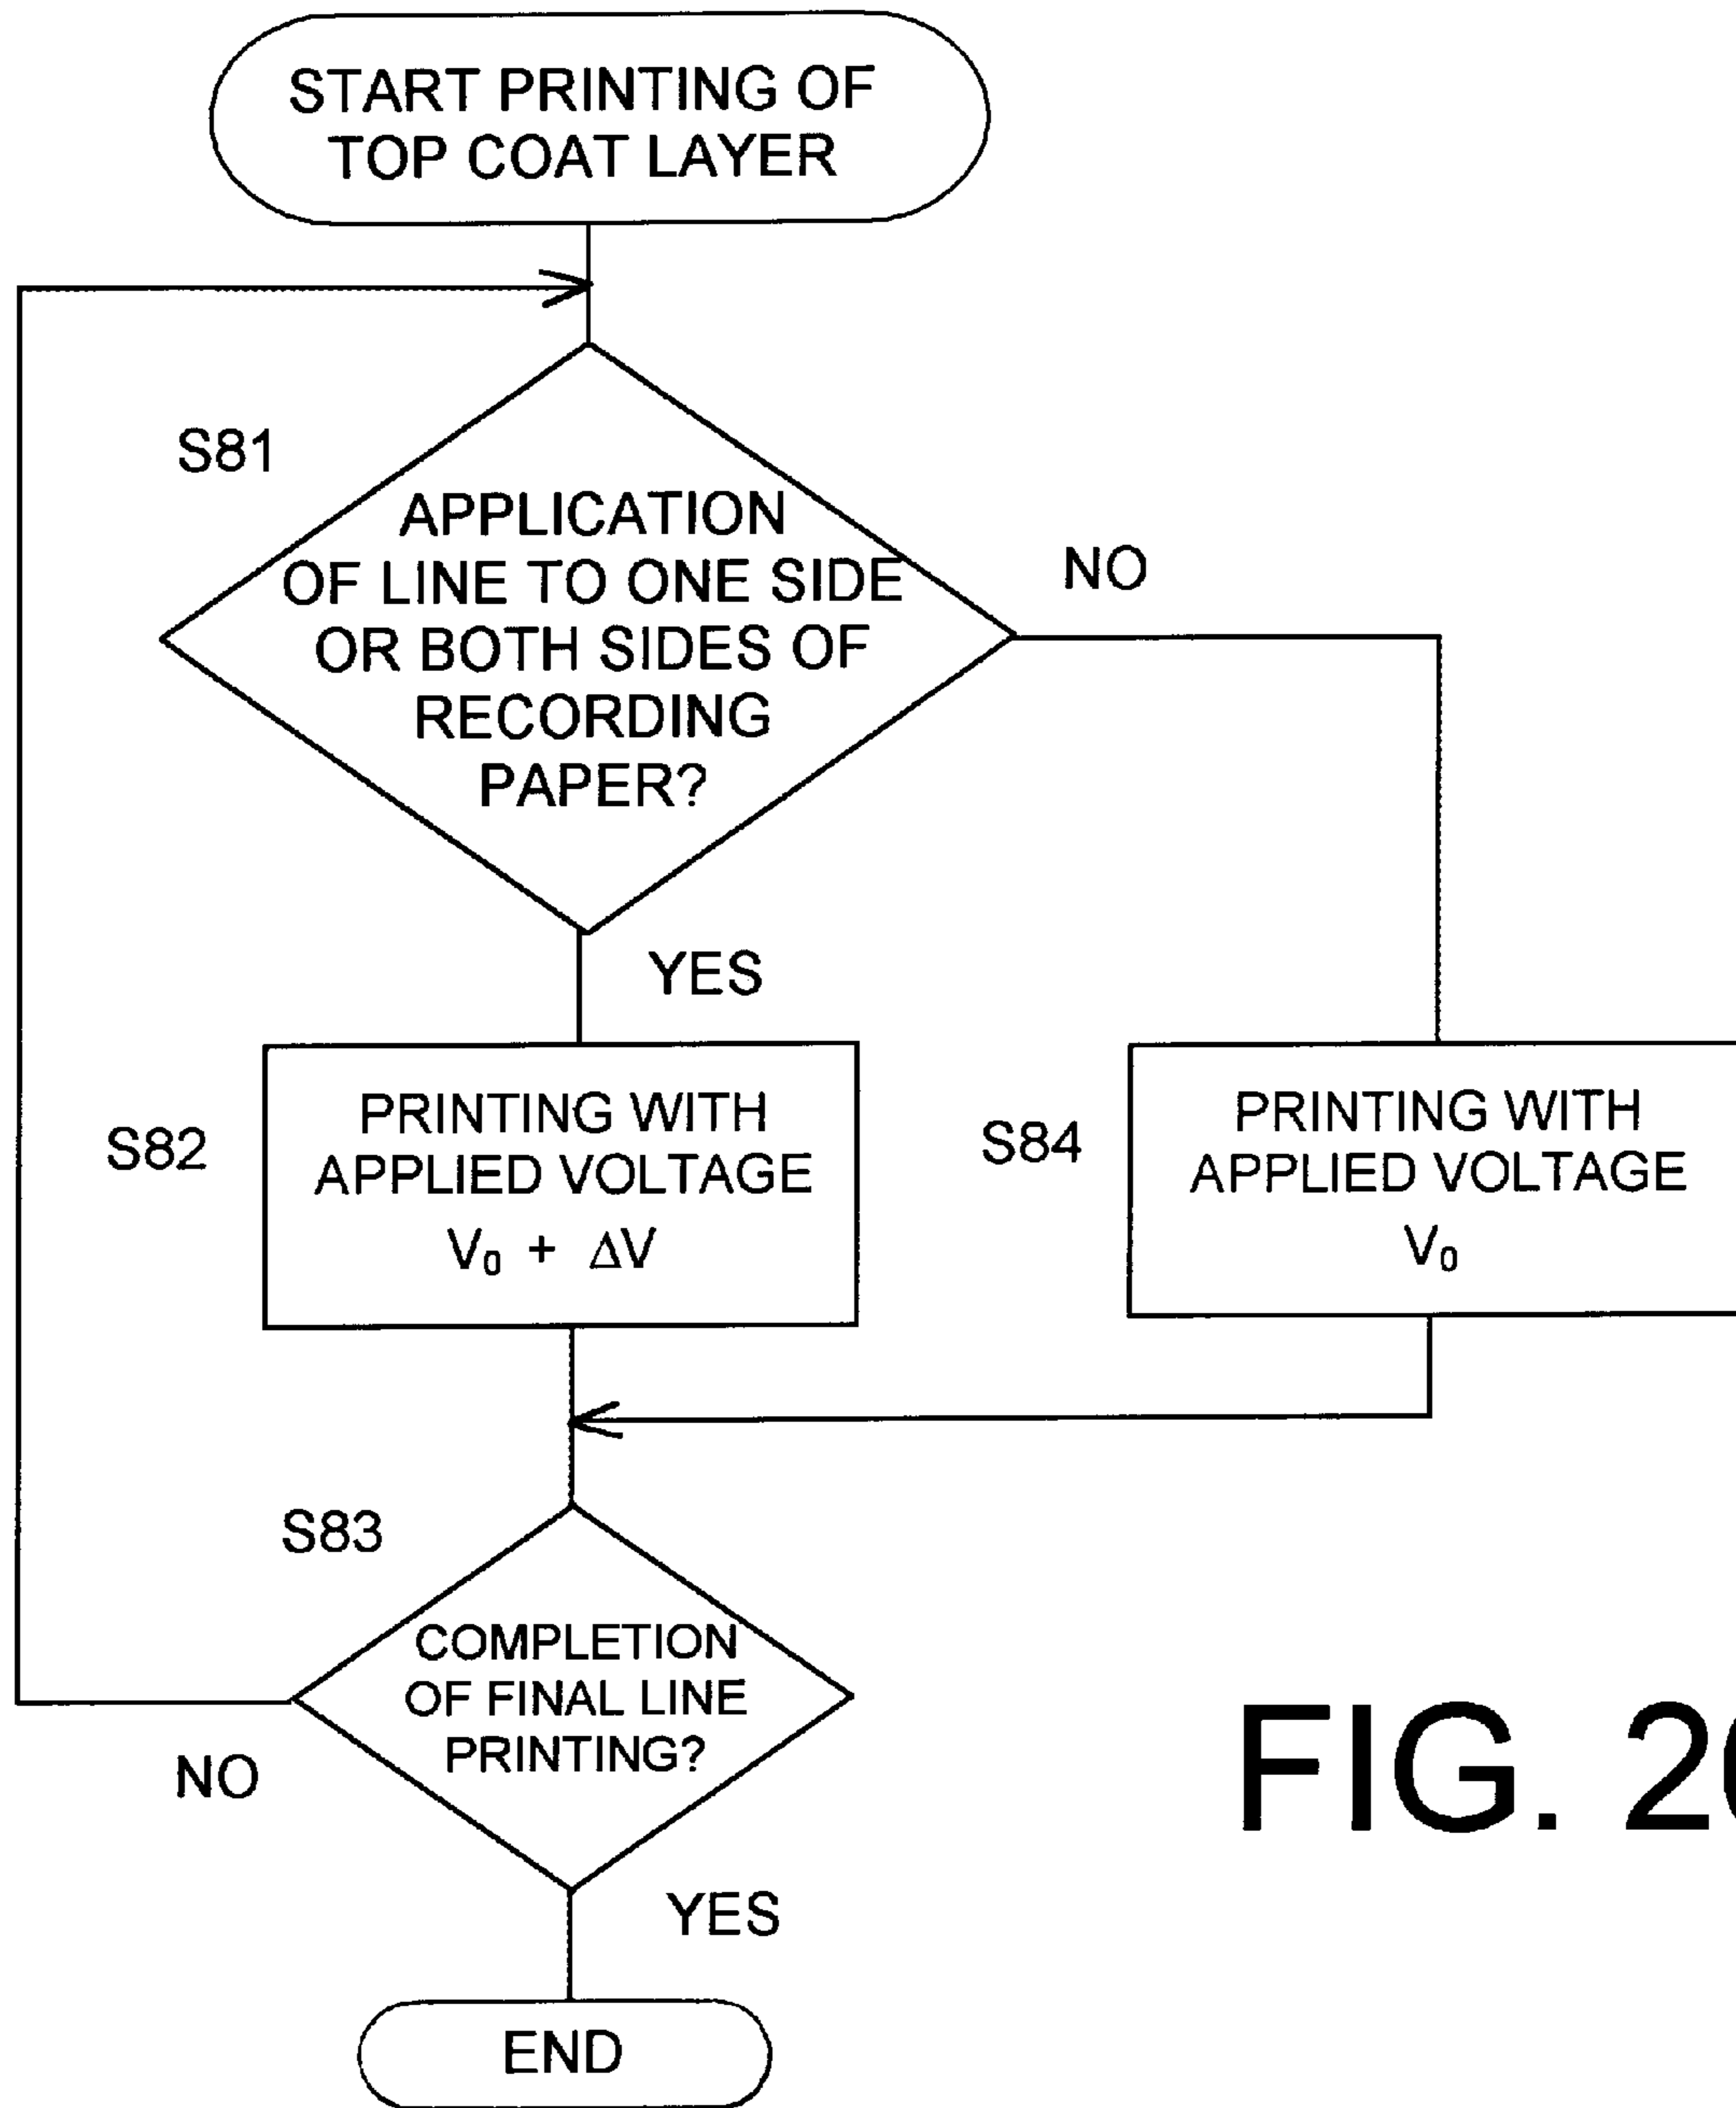 START PRINTING OF
TOP COAT LAYER
S81
APPLICATION
OF LINE TO ONE SIDE
OR BOTH SIDES OF
RECORDING
PAPER?
NO
YES
S82
PRINTING WITH
APPLIED VOLTAGE
V₀ + ΔV
S84
PRINTING WITH
APPLIED VOLTAGE
V₀
S83
COMPLETION
OF FINAL LINE
PRINTING?
NO
YES
END
FIG. 2